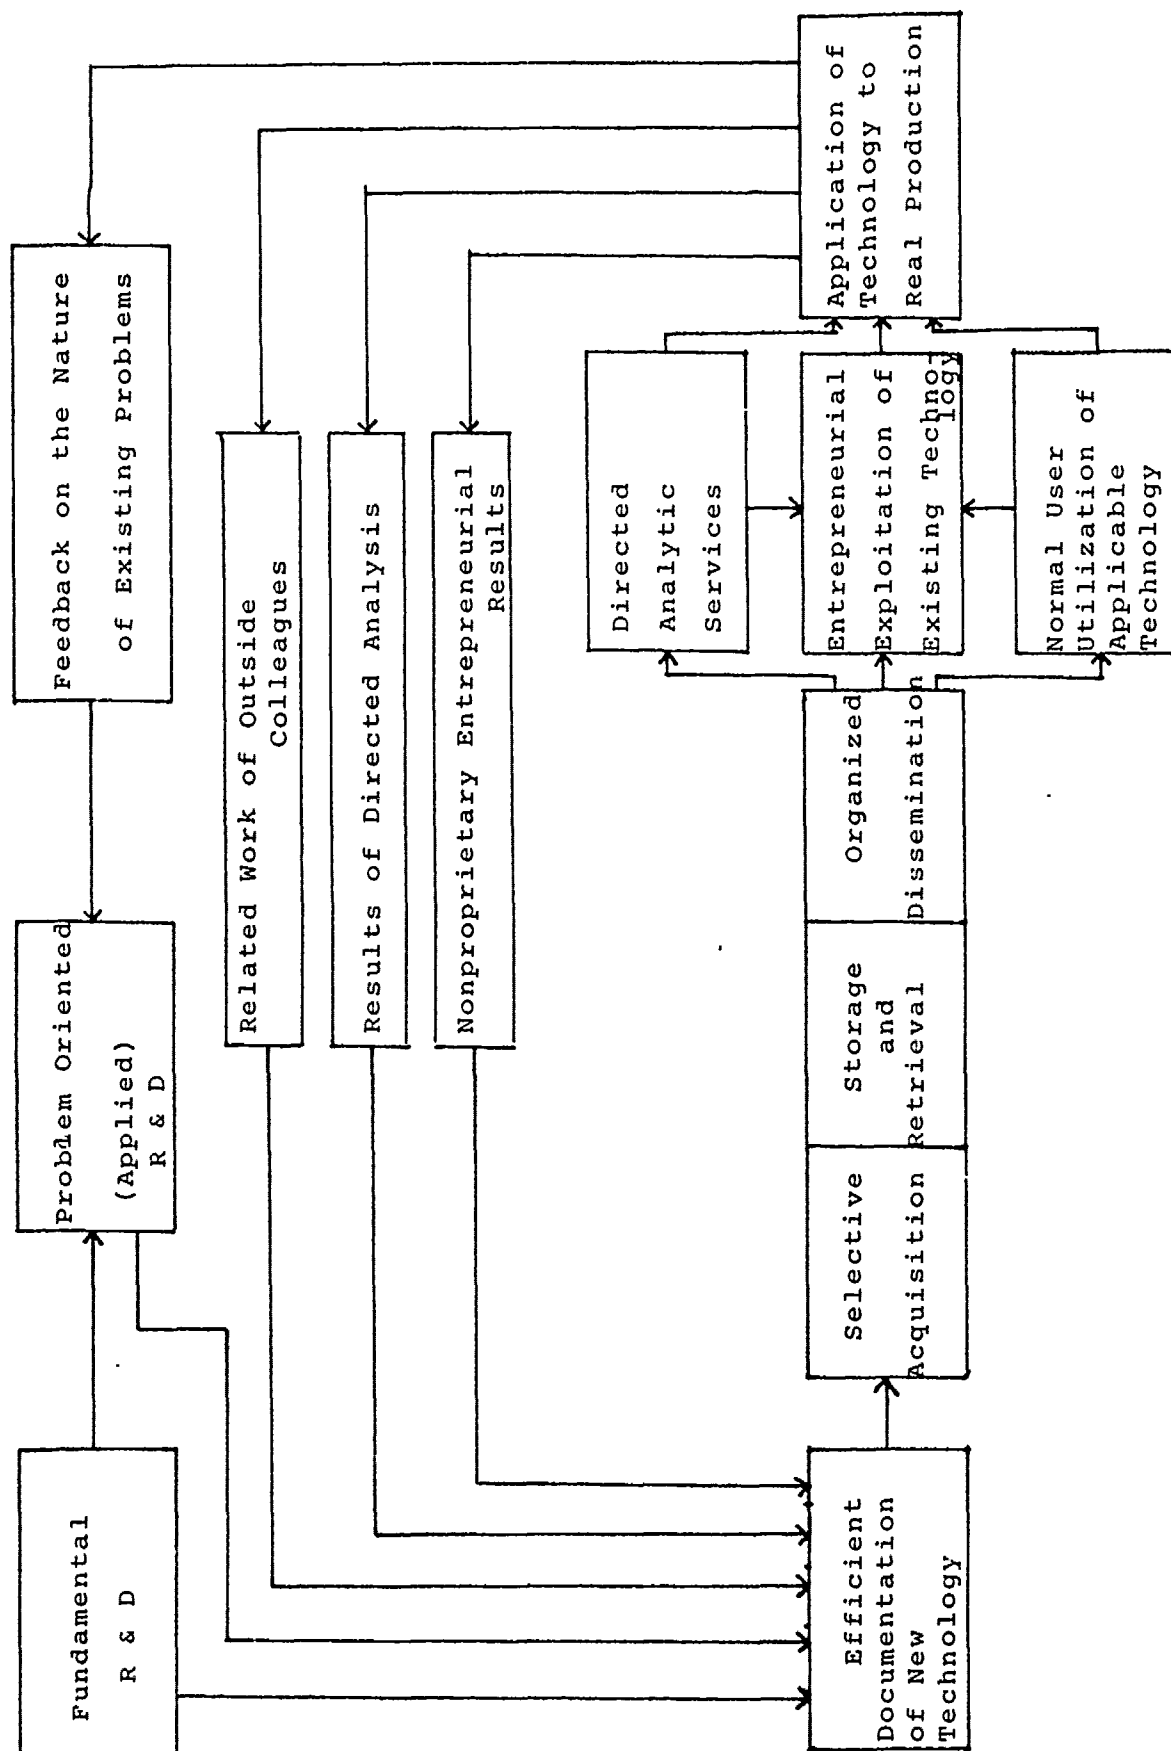 Fundamental
R & D
Problem Oriented
(Applied)
R & D
Feedback on the Nature
of Existing Problems
Related Work of Outside
Colleagues
Results of Directed Analysis
Nonproprietary Entrepreneurial
Results
Efficient
Documentation
of New
Technology
Selective
Acquisition
Storage
and
Retrieval
Organized
Dissemination
Directed
Analytic
Services
Entrepreneurial
Exploitation of
Existing Techno-
logy
Normal User
Utilization of
Applicable
Technology
Application of
Technology to
Real Production